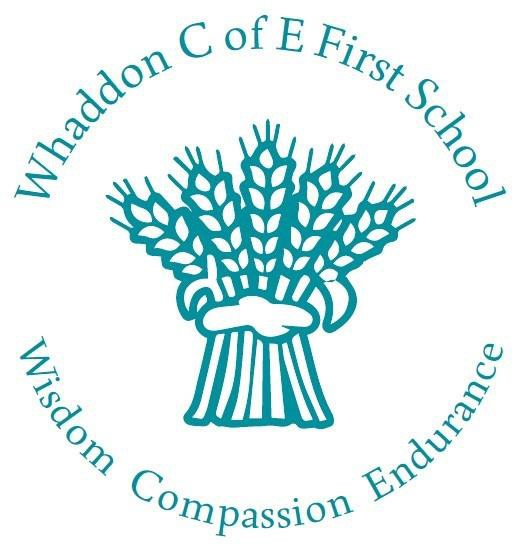 Whaddon C of E First School
Wisdom Compassion Endurance